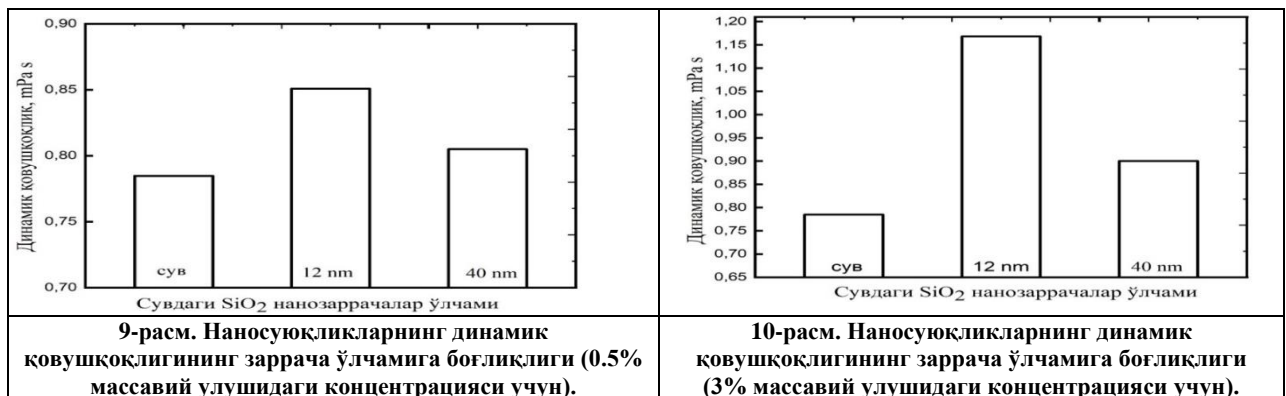 0,90
0,85
0,80
0,75
0,70
Динамик қовушқоқлик, mPa s
сув
12 nm
40 nm
Сувдаги SiO2 нанозаррачалар ўлчами
1,20
1,15
1,10
1,05
1,00
0,95
0,90
0,85
0,80
0,75
0,70
0,65
Динамик қовушқоқлик, mPa s
сув
12 nm
40 nm
Сувдаги SiO2 нанозаррачалар ўлчами
9-расм. Наносуюқликларнинг динамик
қовушқоқлигининг заррача ўлчамига боғлиқлиги (0.5%
массавий улушидаги концентрацияси учун).
10-расм. Наносуюқликларнинг динамик
қовушқоқлигининг заррача ўлчамига боғлиқлиги
(3% массавий улушидаги концентрацияси учун).